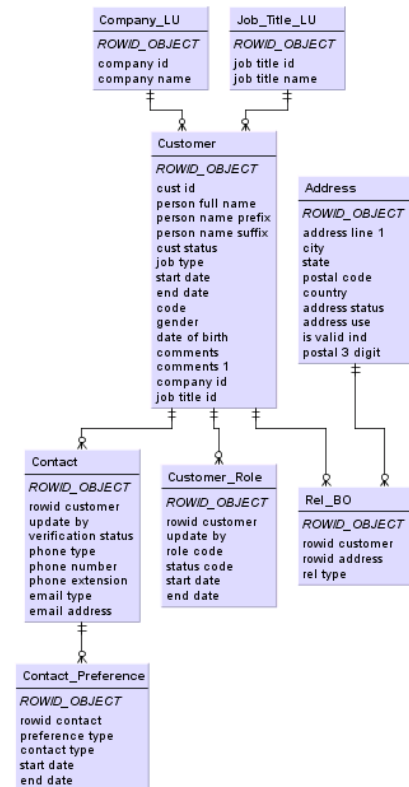 Company_LU
ROWID_OBJECT
company id
company name
Job_Title_LU
ROWID_OBJECT
job title id
job title name
Customer
ROWID_OBJECT
cust id
person full name
person name prefix
person name suffix
cust status
job type
start date
end date
code
gender
date of birth
comments
comments 1
company id
job title id
Address
ROWID_OBJECT
address line 1
city
state
postal code
country
address status
address use
is valid ind
postal 3 digit
Contact
ROWID_OBJECT
rowid customer
update by
verification status
phone type
phone number
phone extension
email type
email address
Customer_Role
ROWID_OBJECT
rowid customer
update by
role code
status code
start date
end date
Rel_BO
ROWID_OBJECT
rowid customer
rowid address
rel type
Contact_Preference
ROWID_OBJECT
rowid contact
preference type
contact type
start date
end date